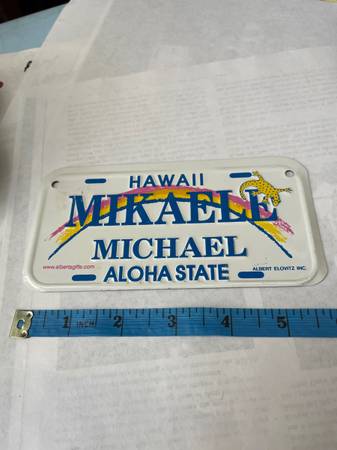 HAWAII
MIKAELE
MICHAEL
www.albertsgifts.com
ALOHA STATE
ALBERT ELOVITZ INC.
1 INCH 2 3 4 5